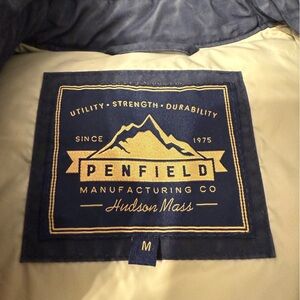 UTILITY • STRENGTH • DURABILITY
SINCE 1975
PENFIELD
MANUFACTURING CO
Hudson Mass
M